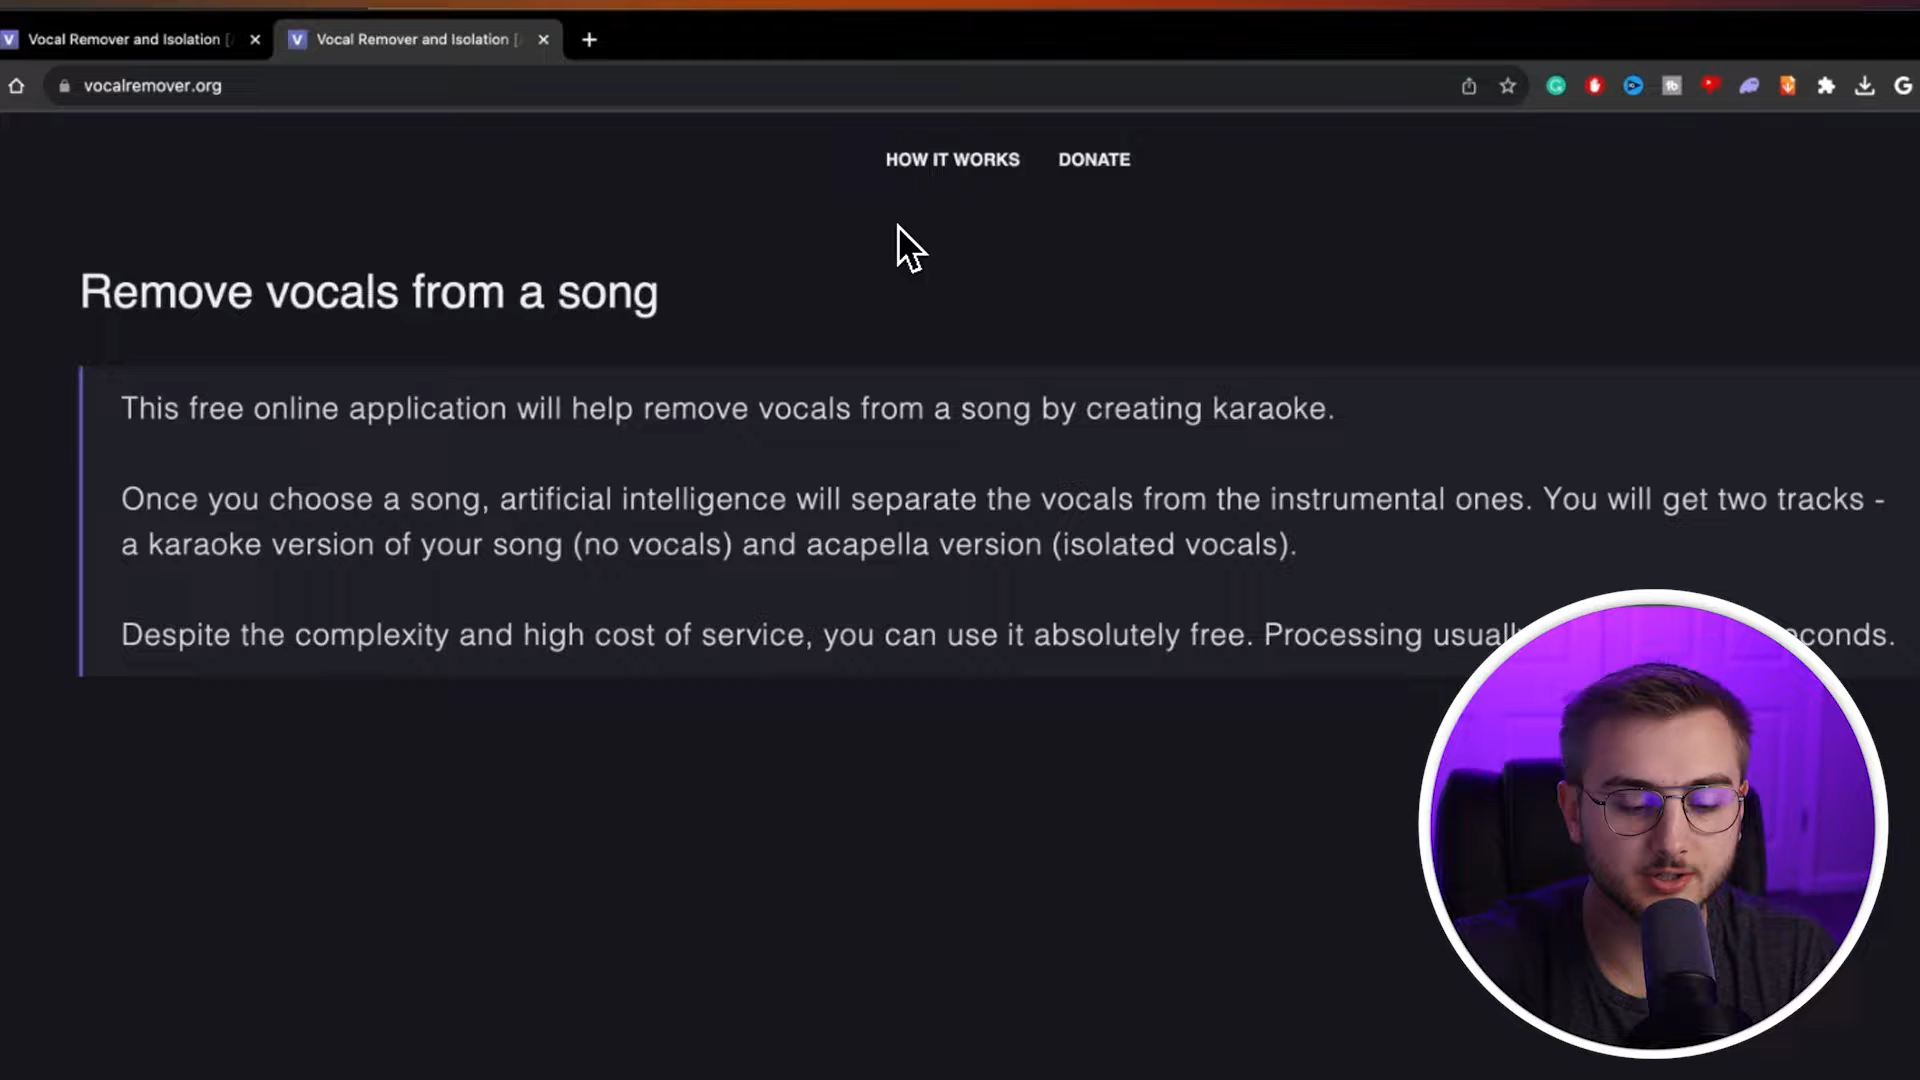 Vocal Remover and Isolation [
Vocal Remover and Isolation [
vocalremover.org
HOW IT WORKS DONATE
Remove vocals from a song
This free online application will help remove vocals from a song by creating karaoke.
Once you choose a song, artificial intelligence will separate the vocals from the instrumental ones. You will get two tracks -
a karaoke version of your song (no vocals) and acapella version (isolated vocals).
Despite the complexity and high cost of service, you can use it absolutely free. Processing